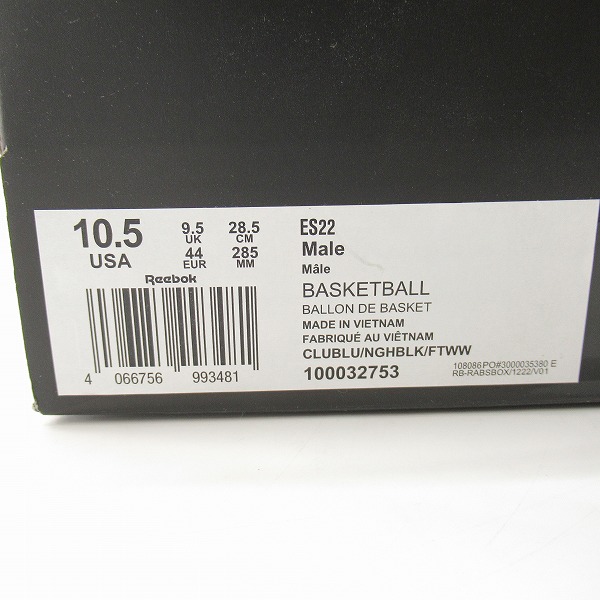 10.5
USA
9.5
UK
28.5
CM
44
EUR
285
MM
Reebok
4 066756 993481
ES22
Male
Mâle
BASKETBALL
BALLON DE BASKET
MADE IN VIETNAM
FABRIQUÉ AU VIÊTNAM
CLUBLU/NGHBLK/FTWW
100032753
108086 PO#3000035380 E
RB-RABSBOX/1222/V01